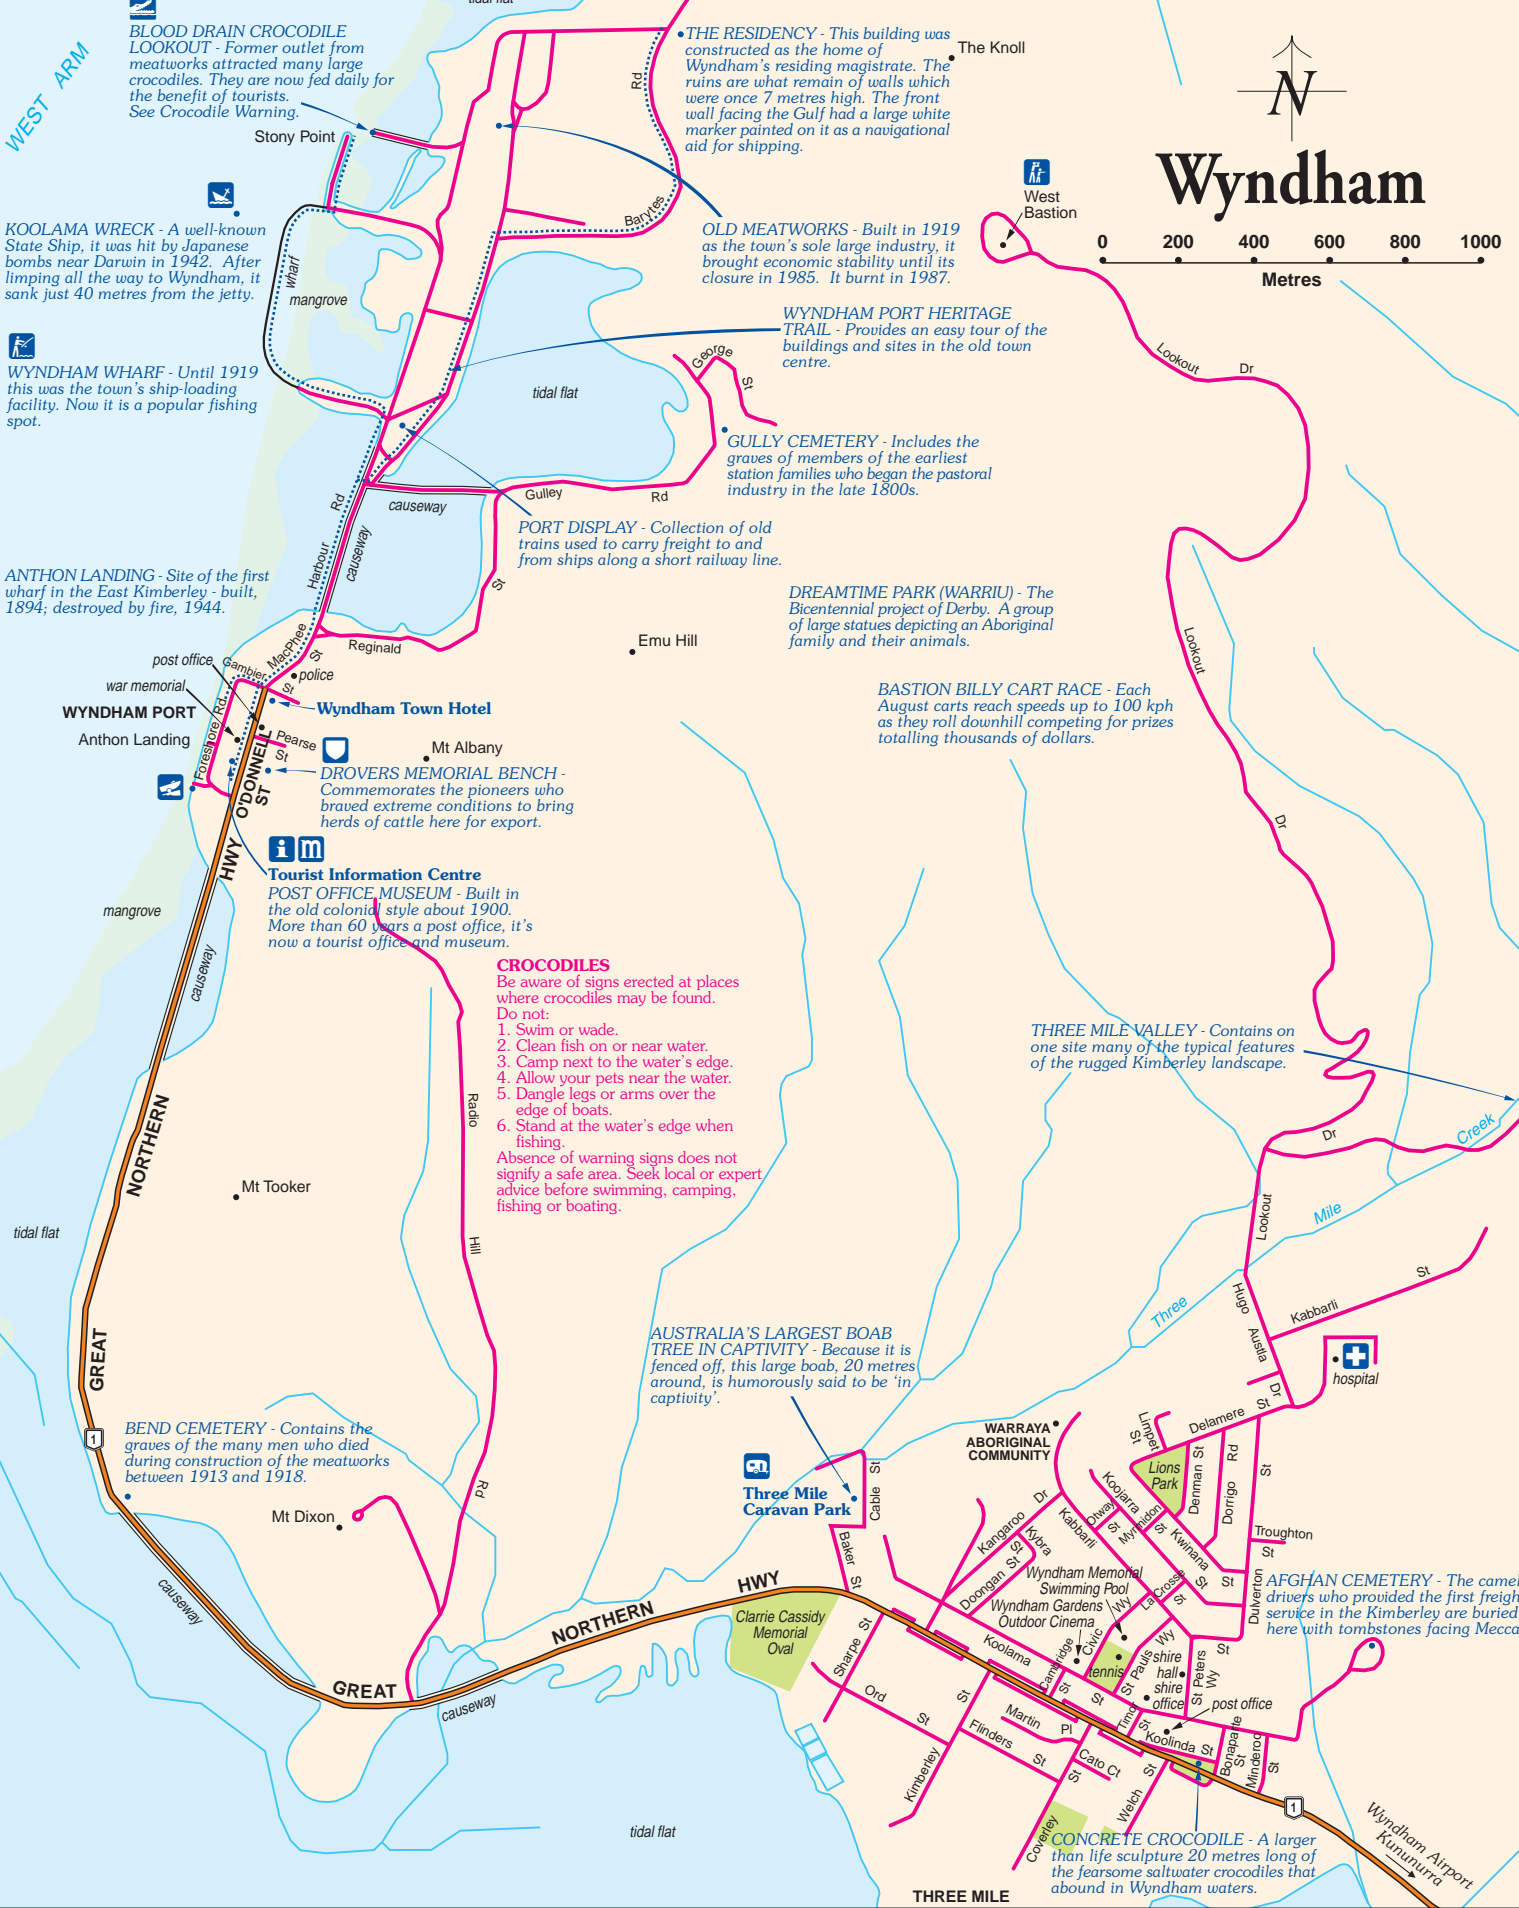 tidal flat
WEST ARM
BLOOD DRAIN CROCODILE
LOOKOUT - Former outlet from
meatworks attracted many large
crocodiles. They are now fed daily for
the benefit of tourists.
See Crocodile Warning.
Stony Point
Rd
THE RESIDENCY - This building was
constructed as the home of
Wyndham's residing magistrate. The
ruins are what remain of walls which
were once 7 metres high. The front
wall facing the Gulf had a large white
marker painted on it as a navigational
aid for shipping.
The Knoll
N
Wyndham
0 200 400 600 800 1000
Metres
West
Bastion
KOOLAMA WRECK - A well-known
State Ship, it was hit by Japanese
bombs near Darwin in 1942. After
limping all the way to Wyndham, it
sank just 40 metres from the jetty.
wharf
mangrove
Barytes
OLD MEATWORKS - Built in 1919
as the town's sole large industry, it
brought economic stability until its
closure in 1985. It burnt in 1987.
WYNDHAM PORT HERITAGE
TRAIL - Provides an easy tour of the
buildings and sites in the old town
centre.
WYNDHAM WHARF - Until 1919
this was the town's ship-loading
facility. Now it is a popular fishing
spot.
tidal flat
George
St
Lookout
Dr
GULLY CEMETERY - Includes the
graves of members of the earliest
station families who began the pastoral
industry in the late 1800s.
Gulley
Rd
causeway
Harbour
Rd
causeway
PORT DISPLAY - Collection of old
trains used to carry freight to and
from ships along a short railway line.
ANTHON LANDING - Site of the first
wharf in the East Kimberley - built,
1894; destroyed by fire, 1944.
St
DREAMTIME PARK (WARRIU) - The
Bicentennial project of Derby. A group
of large statues depicting an Aboriginal
family and their animals.
Reginald
Emu Hill
Lookout
Dr
MacPhee
St
post office
Gambier
St
police
war memorial
WYNDHAM PORT
Anthon Landing
Foreshore Rd
Wyndham Town Hotel
Pearse
St
O'DONNELL
ST
Mt Albany
BASTION BILLY CART RACE - Each
August carts reach speeds up to 100 kph
as they roll downhill competing for prizes
totalling thousands of dollars.
DROVERS MEMORIAL BENCH -
Commemorates the pioneers who
braved extreme conditions to bring
herds of cattle here for export.
HWY
i m
Tourist Information Centre
POST OFFICE MUSEUM - Built in
the old colonial style about 1900.
More than 60 years a post office, it's
now a tourist office and museum.
mangrove
causeway
CROCODILES
Be aware of signs erected at places
where crocodiles may be found.
Do not:
1. Swim or wade.
2. Clean fish on or near water.
3. Camp next to the water's edge.
4. Allow your pets near the water.
5. Dangle legs or arms over the
edge of boats.
6. Stand at the water's edge when
fishing.
Absence of warning signs does not
signify a safe area. Seek local or expert
advice before swimming, camping,
fishing or boating.
THREE MILE VALLEY - Contains on
one site many of the typical features
of the rugged Kimberley landscape.
Creek
Mile
Three
Dr
Lookout
NORTHERN
Radio
Hill
Rd
Mt Tooker
tidal flat
GREAT
1
Hugo
Austla
Dr
Kabbarli
St
hospital
AUSTRALIA'S LARGEST BOAB
TREE IN CAPTIVITY - Because it is
fenced off, this large boab, 20 metres
around, is humorously said to be 'in
captivity'.
BEND CEMETERY - Contains the
graves of the many men who died
during construction of the meatworks
between 1913 and 1918.
Mt Dixon
WARRAYA
ABORIGINAL
COMMUNITY
Limpet
St
Delamere
St
Lions
Park
Denman St
Dorrigo
Rd
St
Dulverton
Troughton
St
Three Mile
Caravan Park
Cable St
Baker
St
Kangaroo
Dr
Kabbarli
Otway
St
Koojarra
Myrmidon
St
Kwinana
St
St
Kybra
St
Doongan
St
Wyndham Memorial
Swimming Pool
Wyndham Gardens
Outdoor Cinema
La Crosse
St
Civic
Wy
AFGHAN CEMETERY - The camel
drivers who provided the first freigh
service in the Kimberley are buried
here with tombstones facing Mecca
causeway
GREAT
causeway
NORTHERN
HWY
Clarrie Cassidy
Memorial
Oval
Sharpe St
Koolama
St
Cambridge
St
tennis
St Pauls
Wy
shire
hall
shire
office
St Peters
Wy
St
post office
Timor
St
Koolinda St
Bonaparte
St
Minderoo
St
Ord
St
St
Kimberley
Martin
Pl
Flinders
St
Cato Ct
St
Coverley
Welch
St
1
Wyndham Airport
Kununurra
tidal flat
CONCRETE CROCODILE - A larger
than life sculpture 20 metres long of
the fearsome saltwater crocodiles that
abound in Wyndham waters.
THREE MILE